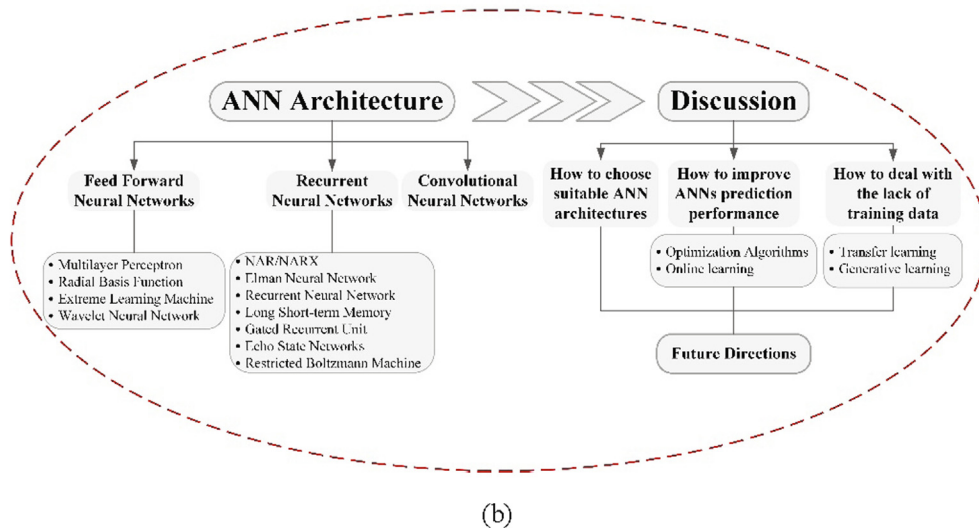 ANN Architecture
Discussion
Feed Forward
Neural Networks
Recurrent
Neural Networks
Convolutional
Neural Networks
How to choose
suitable ANN
architectures
How to improve
ANNs prediction
performance
How to deal with
the lack of
training data
• Multilayer Perceptron
• Radial Basis Function
• Extreme Learning Machine
• Wavelet Neural Network
• NAR/NARX
• Elman Neural Network
• Recurrent Neural Network
• Long Short-term Memory
• Gated Recurrent Unit
• Echo State Networks
• Restricted Boltzmann Machine
• Optimization Algorithms
• Online learning
• Transfer learning
• Generative learning
Future Directions
(b)